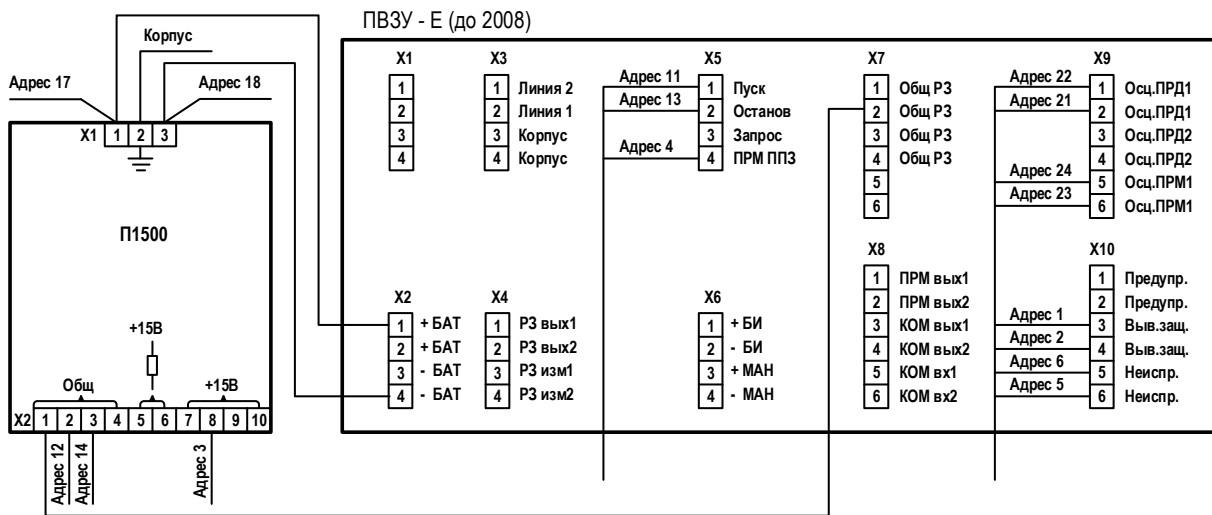 ПВЗУ - Е (до 2008)
Корпус
Адрес 17
Адрес 18
X1 1 2 3
П1500
+15В
Общ
+15В
X2 1 2 3 4 5 6 7 8 9 10
Адрес 12
Адрес 14
Адрес 3
X1
1
2
3
4
X3
1 Линия 2
2 Линия 1
3 Корпус
4 Корпус
X2
1 + БАТ
2 + БАТ
3 - БАТ
4 - БАТ
X4
1 РЗ вых1
2 РЗ вых2
3 РЗ изм1
4 РЗ изм2
X5
Адрес 11 1 Пуск
Адрес 13 2 Останов
3 Запрос
Адрес 4 4 ПРМ ППЗ
X6
1 + БИ
2 - БИ
3 + МАН
4 - МАН
X7
1 Общ РЗ
2 Общ РЗ
3 Общ РЗ
4 Общ РЗ
5
6
X8
1 ПРМ вых1
2 ПРМ вых2
3 КОМ вых1
4 КОМ вых2
5 КОМ вх1
6 КОМ вх2
X9
Адрес 22 1 Осц.ПРД1
Адрес 21 2 Осц.ПРД1
3 Осц.ПРД2
4 Осц.ПРД2
Адрес 24 5 Осц.ПРМ1
Адрес 23 6 Осц.ПРМ1
X10
1 Предупр.
2 Предупр.
Адрес 1 3 Выв.защ.
Адрес 2 4 Выв.защ.
Адрес 6 5 Неиспр.
Адрес 5 6 Неиспр.